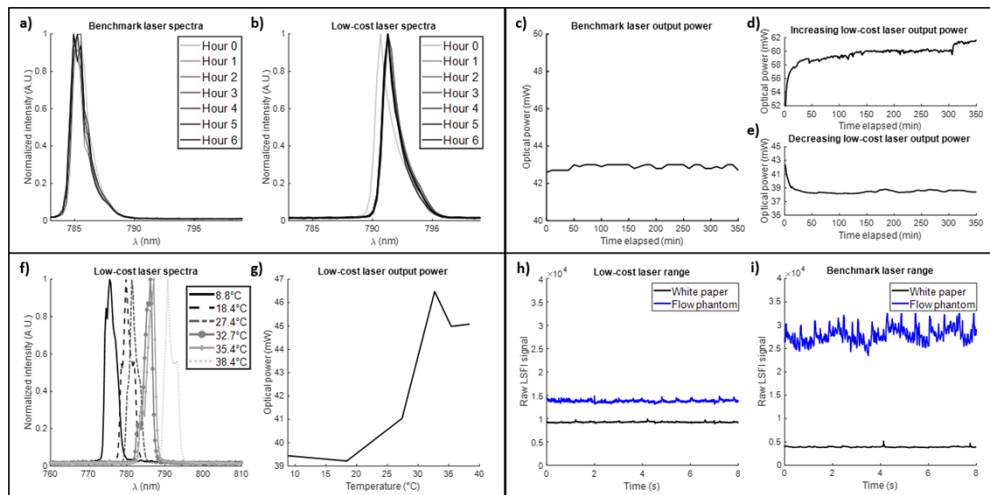 a)
Benchmark laser spectra
Normalized intensity (A.U.)
1
0.8
0.6
0.4
0.2
0
785
790
795
λ (nm)
Hour 0
Hour 1
Hour 2
Hour 3
Hour 4
Hour 5
Hour 6
b)
Low-cost laser spectra
Normalized intensity (A.U.)
1
0.8
0.6
0.4
0.2
0
785
790
795
λ (nm)
Hour 0
Hour 1
Hour 2
Hour 3
Hour 4
Hour 5
Hour 6
c)
Benchmark laser output power
Optical power (mW)
50
48
46
44
42
40
0 50 100 150 200 250 300 350
Time elapsed (min)
d)
Increasing low-cost laser output power
Optical power (mW)
62
60
58
56
54
52
0 50 100 150 200 250 300 350
Time elapsed (min)
e)
Decreasing low-cost laser output power
Optical power (mW)
45
43
41
39
37
35
0 50 100 150 200 250 300 350
Time elapsed (min)
f)
Low-cost laser spectra
Normalized intensity (A.U.)
1
0.8
0.6
0.4
0.2
0
760 770 780 790 800 810
λ (nm)
8.8°C
18.4°C
27.4°C
32.7°C
35.4°C
38.4°C
g)
Low-cost laser output power
Optical power (mW)
47
46
45
44
43
42
41
40
39
10 15 20 25 30 35 40
Temperature (°C)
h)
Low-cost laser range
×10⁴
Raw LSFI signal
4
3.5
3
2.5
2
1.5
1
0.5
0
0 2 4 6 8
Time (s)
White paper
Flow phantom
i)
Benchmark laser range
×10⁴
Raw LSFI signal
4
3.5
3
2.5
2
1.5
1
0.5
0
0 2 4 6 8
Time (s)
White paper
Flow phantom